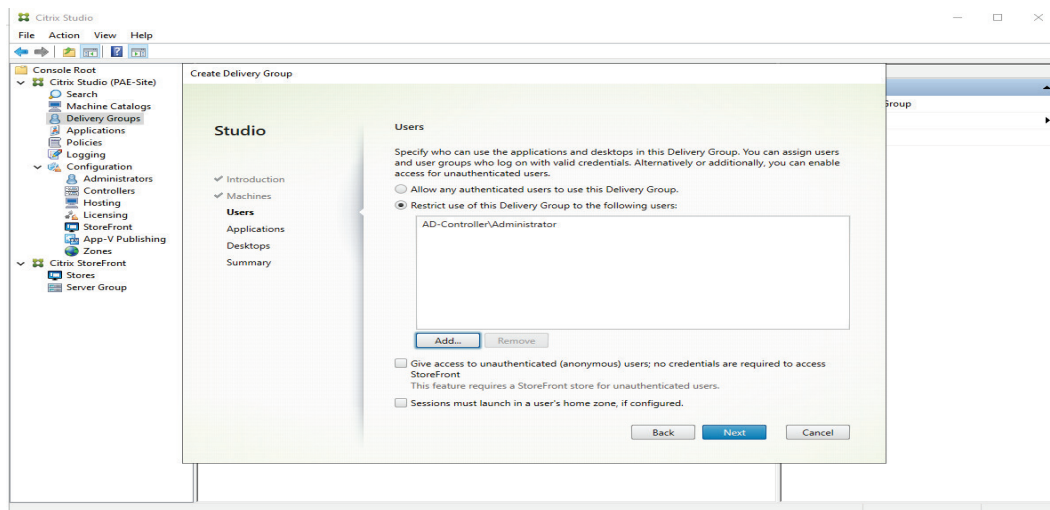 Citrix Studio
File Action View Help
Console Root
Citrix Studio (PAE-Site)
Search
Machine Catalogs
Delivery Groups
Applications
Policies
Logging
Configuration
Administrators
Controllers
Hosting
Licensing
StoreFront
App-V Publishing
Zones
Citrix StoreFront
Stores
Server Group
Create Delivery Group
Studio
Introduction
Machines
Users
Applications
Desktops
Summary
Users
Specify who can use the applications and desktops in this Delivery Group. You can assign users
and user groups who log on with valid credentials. Alternatively or additionally, you can enable
access for unauthenticated users.
Allow any authenticated users to use this Delivery Group.
Restrict use of this Delivery Group to the following users:
AD-Controller\Administrator
Add... Remove
Give access to unauthenticated (anonymous) users; no credentials are required to access
StoreFront
This feature requires a StoreFront store for unauthenticated users.
Sessions must launch in a user's home zone, if configured.
Back Next Cancel
Group